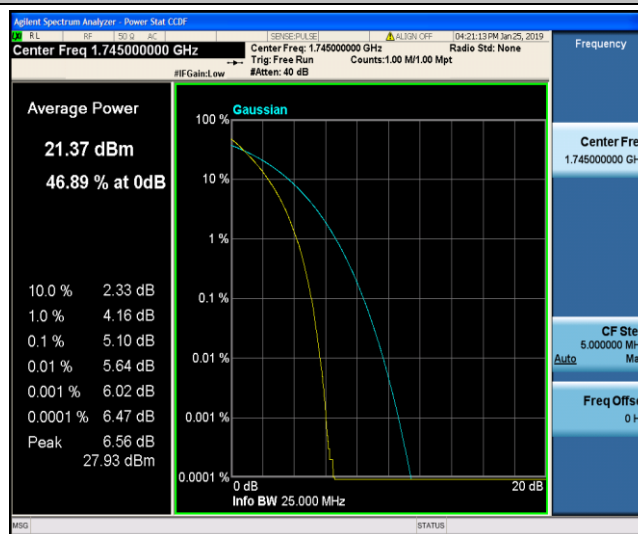 Agilent Spectrum Analyzer - Power Stat CCDF
RL RF 50 Ω AC SENSE:PULSE ALIGN OFF 04:21:13 PM Jan 25, 2019
Center Freq 1.745000000 GHz
Center Freq: 1.745000000 GHz Radio Std: None
Trig: Free Run Counts:1.00 M/1.00 Mpt
#IFGain:Low #Atten: 40 dB
Frequency
Average Power
21.37 dBm
46.89 % at 0dB
10.0 % 2.33 dB
1.0 % 4.16 dB
0.1 % 5.10 dB
0.01 % 5.64 dB
0.001 % 6.02 dB
0.0001 % 6.47 dB
Peak 6.56 dB
27.93 dBm
Gaussian
100 %
10 %
1 %
0.1 %
0.01 %
0.001 %
0.0001 %
0 dB 20 dB
Info BW 25.000 MHz
Center Fre
1.745000000 GH
CF Ste
5.000000 MH
Auto Ma
Freq Offse
0 H
MSG STATUS